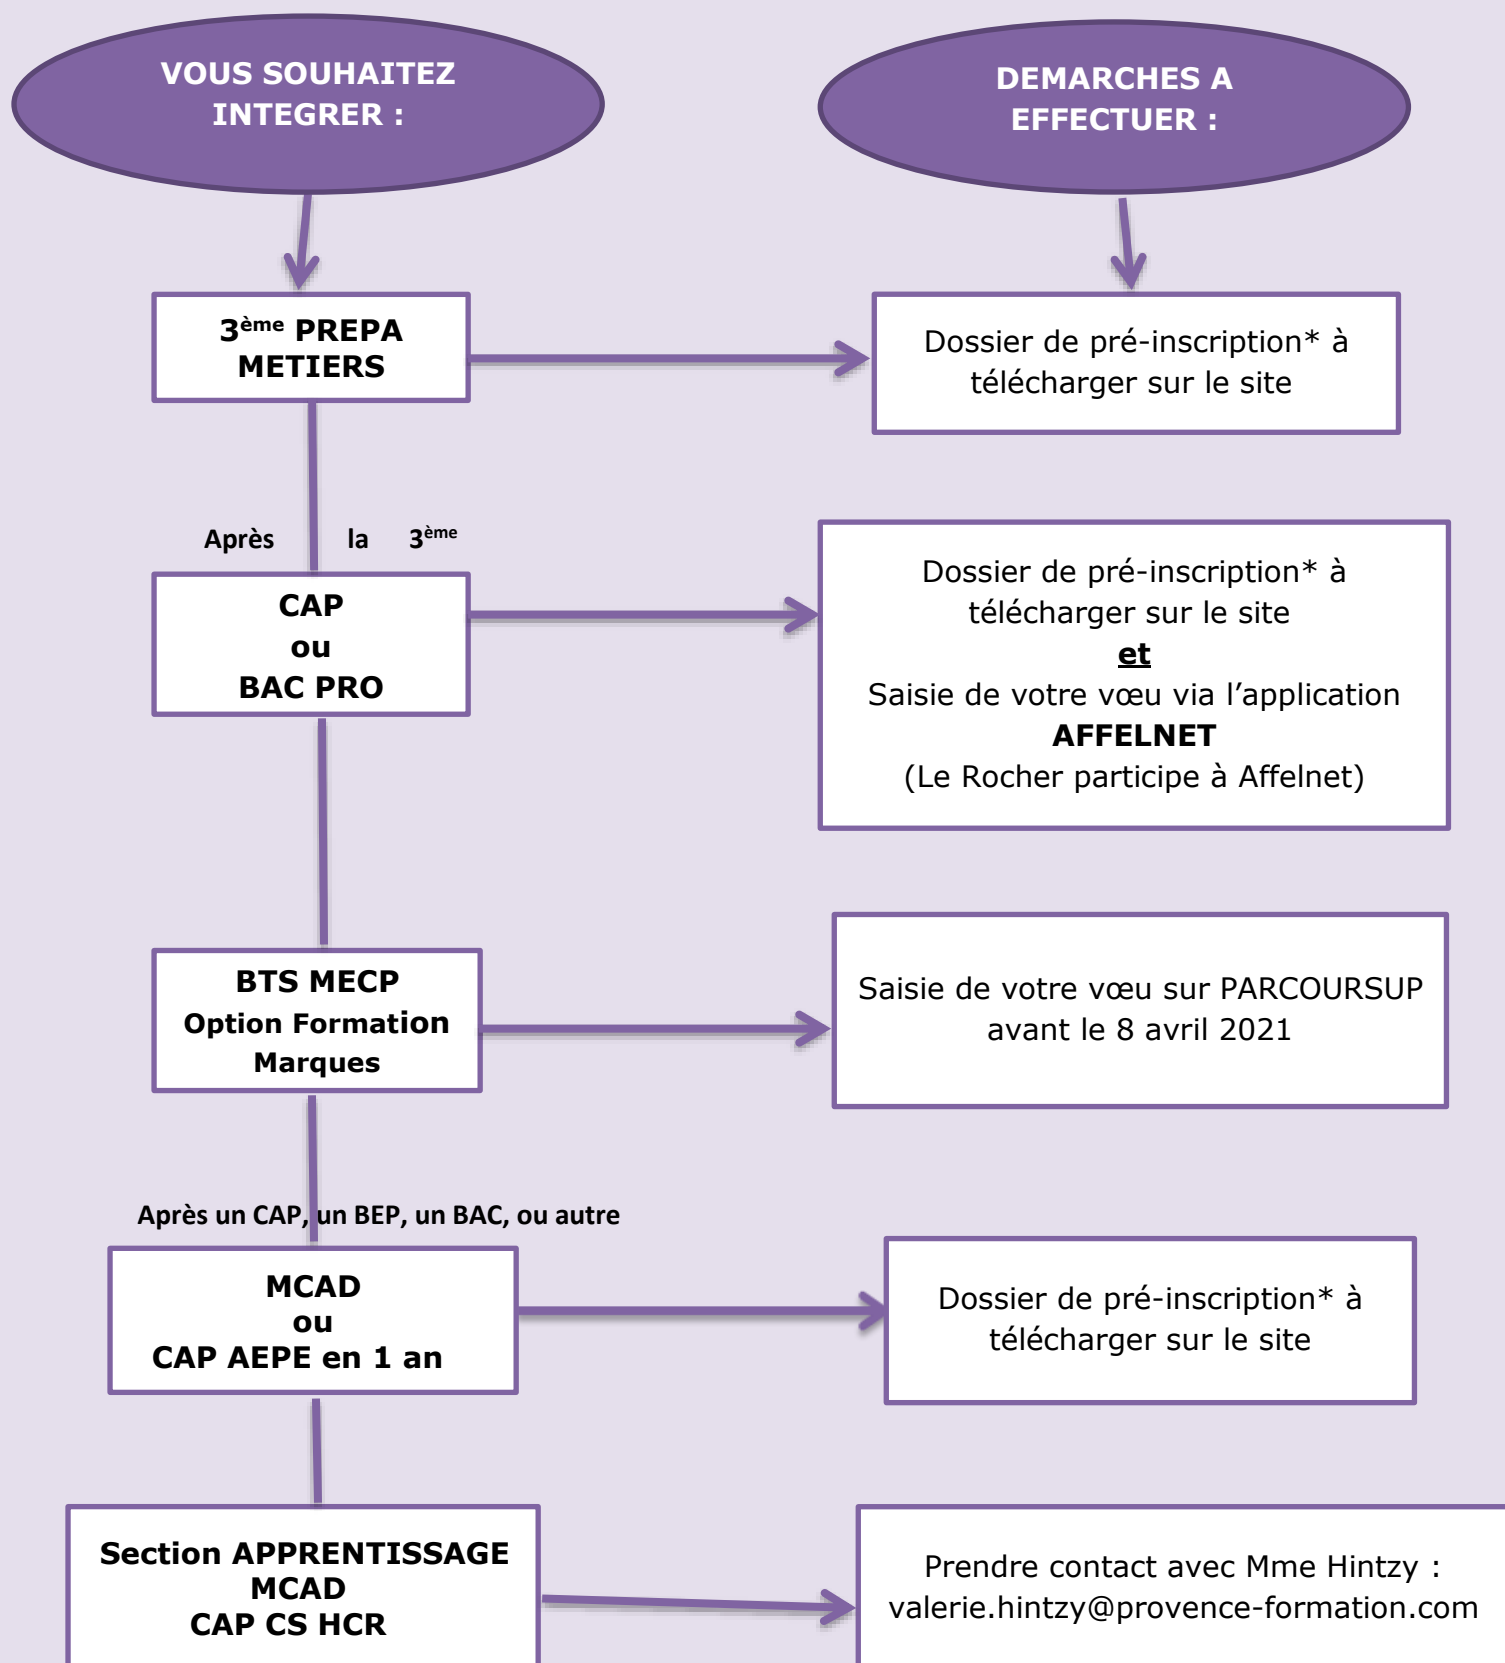 VOUS SOUHAITEZ
INTEGRER :
DEMARCHES A
EFFECTUER :
3ème PREPA
METIERS
Dossier de pré-inscription* à
télécharger sur le site
Après la 3ème
CAP
ou
BAC PRO
Dossier de pré-inscription* à
télécharger sur le site
et
Saisie de votre vœu via l’application
AFFELNET
(Le Rocher participe à Affelnet)
BTS MECP
Option Formation
Marques
Saisie de votre vœu sur PARCOURSUP
avant le 8 avril 2021
Après un CAP, un BEP, un BAC, ou autre
MCAD
ou
CAP AEPE en 1 an
Dossier de pré-inscription* à
télécharger sur le site
Section APPRENTISSAGE
MCAD
CAP CS HCR
Prendre contact avec Mme Hintzy :
valerie.hintzy@provence-formation.com